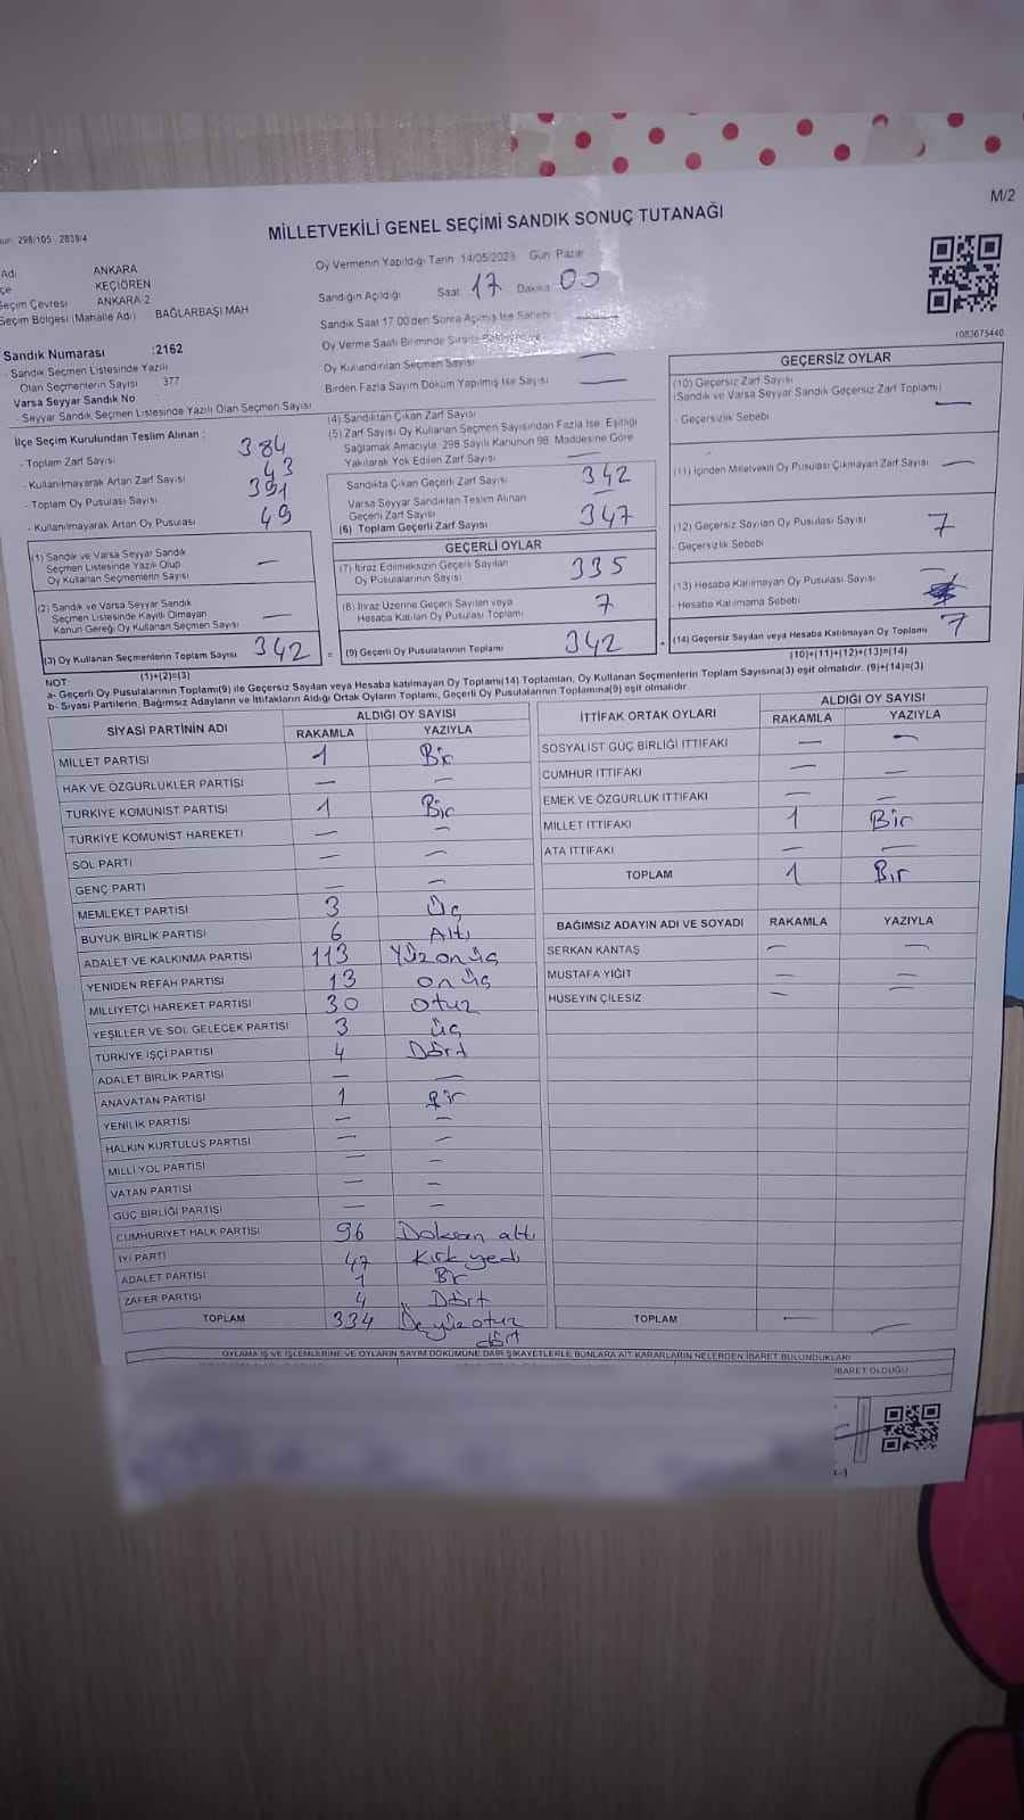 M/2
298/105 2839/4
MİLLETVEKİLİ GENEL SEÇİMİ SANDIK SONUÇ TUTANAĞI
Adı ANKARA
KEÇİÖREN
Seçim Çevresi ANKARA 2
Seçim Bölgesi (Mahalle Adı) BAĞLARBAŞI MAH
Oy Vermenin Yapıldığı Tarih 14/05/2023 Gün Pazar
Sandığın Açıldığı Saat 17 Dakika 00
Sandık Saat 17 00'den Sonra Açılmış İse Sebebi
Oy Verme Saati Bitiminde
Oy Kullandırılan Seçmen Sayısı
Birden Fazla Sayım Döküm Yapılmış İse Sayısı —
1083675440
Sandık Numarası :2162
- Sandık Seçmen Listesinde Yazılı
Olan Seçmenlerin Sayısı 377
Varsa Seyyar Sandık No
- Seyyar Sandık Seçmen Listesinde Yazılı Olan Seçmen Sayısı
İlçe Seçim Kurulundan Teslim Alınan :
- Toplam Zarf Sayısı 384
- Kullanılmayarak Artan Zarf Sayısı 43
- Toplam Oy Pusulası Sayısı 391
- Kullanılmayarak Artan Oy Pusulası 49
(1) Sandık ve Varsa Seyyar Sandık
Seçmen Listesinde Yazılı Olup
Oy Kullanan Seçmenlerin Sayısı —
(2) Sandık ve Varsa Seyyar Sandık
Seçmen Listesinde Kayıtlı Olmayan
Kanun Gereği Oy Kullanan Seçmen Sayısı —
(3) Oy Kullanan Seçmenlerin Toplam Sayısı 342 =
(1)+(2)=(3)
(4) Sandıktan Çıkan Zarf Sayısı
(5) Zarf Sayısı Oy Kullanan Seçmen Sayısından Fazla İse, Eşitliği
Sağlamak Amacıyla 298 Sayılı Kanunun 98. Maddesine Göre
Yakılarak Yok Edilen Zarf Sayısı —
Sandıkta Çıkan Geçerli Zarf Sayısı 342
Varsa Seyyar Sandıktan Teslim Alınan
Geçerli Zarf Sayısı —
(6) Toplam Geçerli Zarf Sayısı 347
GEÇERLİ OYLAR
(7) İtiraz Edilmeksizin Geçerli Sayılan
Oy Pusulalarının Sayısı 335
(8) İtiraz Üzerine Geçerli Sayılan veya
Hesaba Katılan Oy Pusulası Toplamı 7
(9) Geçerli Oy Pusulalarının Toplamı 342
GEÇERSİZ OYLAR
(10) Geçersiz Zarf Sayısı
(Sandık ve Varsa Seyyar Sandık Geçersiz Zarf Toplamı) —
- Geçersizlik Sebebi
(11) İçinden Milletvekili Oy Pusulası Çıkmayan Zarf Sayısı —
(12) Geçersiz Sayılan Oy Pusulası Sayısı 7
- Geçersizlik Sebebi
(13) Hesaba Katılmayan Oy Pusulası Sayısı —
- Hesaba Katılmama Sebebi
(14) Geçersiz Sayılan veya Hesaba Katılmayan Oy Toplamı 7
(10)+(11)+(12)+(13)=(14)
NOT:
a- Geçerli Oy Pusulalarının Toplamı(9) ile Geçersiz Sayılan veya Hesaba katılmayan Oy Toplamı(14) Toplamları, Oy Kullanan Seçmenlerin Toplam Sayısına(3) eşit olmalıdır. (9)+(14)=(3)
b- Siyasi Partilerin, Bağımsız Adayların ve İttifakların Aldığı Ortak Oyların Toplamı, Geçerli Oy Pusulalarının Toplamına(9) eşit olmalıdır
SİYASİ PARTİNİN ADI ALDIĞI OY SAYISI
RAKAMLA YAZIYLA
MİLLET PARTİSİ 1 Bir
HAK VE ÖZGÜRLÜKLER PARTİSİ — —
TÜRKİYE KOMÜNİST PARTİSİ 1 Bir
TÜRKİYE KOMÜNİST HAREKETİ — —
SOL PARTİ — —
GENÇ PARTİ — —
MEMLEKET PARTİSİ 3 Üç
BÜYÜK BİRLİK PARTİSİ 6 Altı
ADALET VE KALKINMA PARTİSİ 113 Yüzonüç
YENİDEN REFAH PARTİSİ 13 onüç
MİLLİYETÇİ HAREKET PARTİSİ 30 otuz
YEŞİLLER VE SOL GELECEK PARTİSİ 3 üç
TÜRKİYE İŞÇİ PARTİSİ 4 Dört
ADALET BİRLİK PARTİSİ — —
ANAVATAN PARTİSİ 1 Bir
YENİLİK PARTİSİ — —
HALKIN KURTULUŞ PARTİSİ — —
MİLLİ YOL PARTİSİ — —
VATAN PARTİSİ — —
GÜÇ BİRLİĞİ PARTİSİ — —
CUMHURİYET HALK PARTİSİ 96 Doksan altı
İYİ PARTİ 47 Kırk yedi
ADALET PARTİSİ 1 Bir
ZAFER PARTİSİ 4 Dört
TOPLAM 334 Üçyüzotuz
dört
İTTİFAK ORTAK OYLARI ALDIĞI OY SAYISI
RAKAMLA YAZIYLA
SOSYALİST GÜÇ BİRLİĞİ İTTİFAKI — —
CUMHUR İTTİFAKI — —
EMEK VE ÖZGÜRLÜK İTTİFAKI — —
MİLLET İTTİFAKI 1 Bir
ATA İTTİFAKI — —
TOPLAM 1 Bir
BAĞIMSIZ ADAYIN ADI VE SOYADI RAKAMLA YAZIYLA
SERKAN KANTAŞ — —
MUSTAFA YİĞİT — —
HÜSEYİN ÇİLESİZ — —
TOPLAM — —
OYLAMA İŞ VE İŞLEMLERİNE VE OYLARIN SAYIM DÖKÜMÜNE DAİR ŞİKAYETLERLE BUNLARA AİT KARARLARIN NELERDEN İBARET BULUNDUKLARI
İBARET OLDUĞU